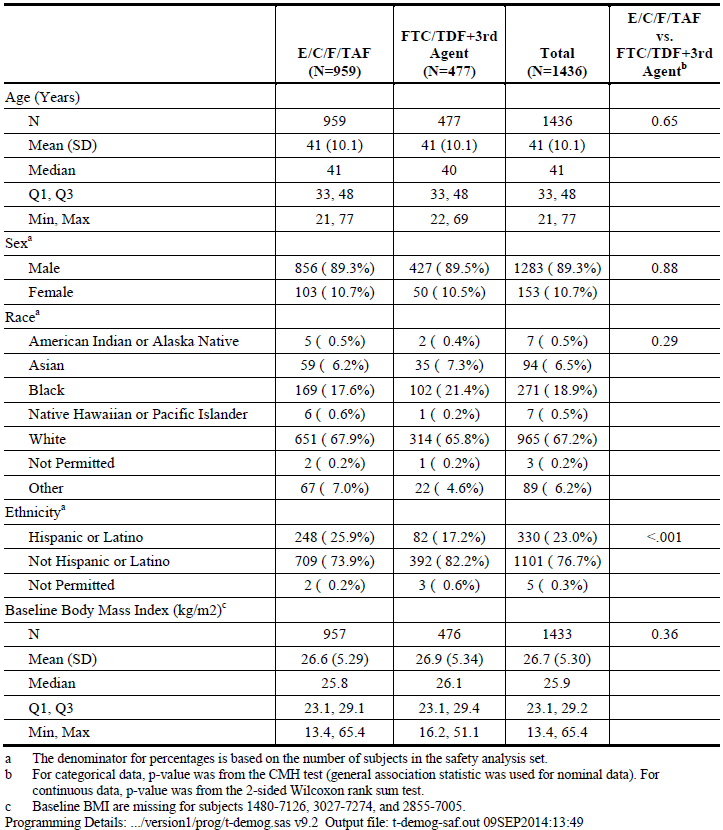 E/C/F/TAF
(N=959)
FTC/TDF+3rd
Agent
(N=477)
Total
(N=1436)
E/C/F/TAF
vs.
FTC/TDF+3rd
Agentb
Age (Years)
N 959 477 1436 0.65
Mean (SD) 41 (10.1) 41 (10.1) 41 (10.1)
Median 41 40 41
Q1, Q3 33, 48 33, 48 33, 48
Min, Max 21, 77 22, 69 21, 77
Sexa
Male 856 ( 89.3%) 427 ( 89.5%) 1283 ( 89.3%) 0.88
Female 103 ( 10.7%) 50 ( 10.5%) 153 ( 10.7%)
Racea
American Indian or Alaska Native 5 ( 0.5%) 2 ( 0.4%) 7 ( 0.5%) 0.29
Asian 59 ( 6.2%) 35 ( 7.3%) 94 ( 6.5%)
Black 169 ( 17.6%) 102 ( 21.4%) 271 ( 18.9%)
Native Hawaiian or Pacific Islander 6 ( 0.6%) 1 ( 0.2%) 7 ( 0.5%)
White 651 ( 67.9%) 314 ( 65.8%) 965 ( 67.2%)
Not Permitted 2 ( 0.2%) 1 ( 0.2%) 3 ( 0.2%)
Other 67 ( 7.0%) 22 ( 4.6%) 89 ( 6.2%)
Ethnicitya
Hispanic or Latino 248 ( 25.9%) 82 ( 17.2%) 330 ( 23.0%) <.001
Not Hispanic or Latino 709 ( 73.9%) 392 ( 82.2%) 1101 ( 76.7%)
Not Permitted 2 ( 0.2%) 3 ( 0.6%) 5 ( 0.3%)
Baseline Body Mass Index (kg/m2)c
N 957 476 1433 0.36
Mean (SD) 26.6 (5.29) 26.9 (5.34) 26.7 (5.30)
Median 25.8 26.1 25.9
Q1, Q3 23.1, 29.1 23.1, 29.4 23.1, 29.2
Min, Max 13.4, 65.4 16.2, 51.1 13.4, 65.4
a The denominator for percentages is based on the number of subjects in the safety analysis set.
b For categorical data, p-value was from the CMH test (general association statistic was used for nominal data). For
continuous data, p-value was from the 2-sided Wilcoxon rank sum test.
c Baseline BMI are missing for subjects 1480-7126, 3027-7274, and 2855-7005.
Programming Details: .../version1/prog/t-demog.sas v9.2 Output file: t-demog-saf.out 09SEP2014:13:49